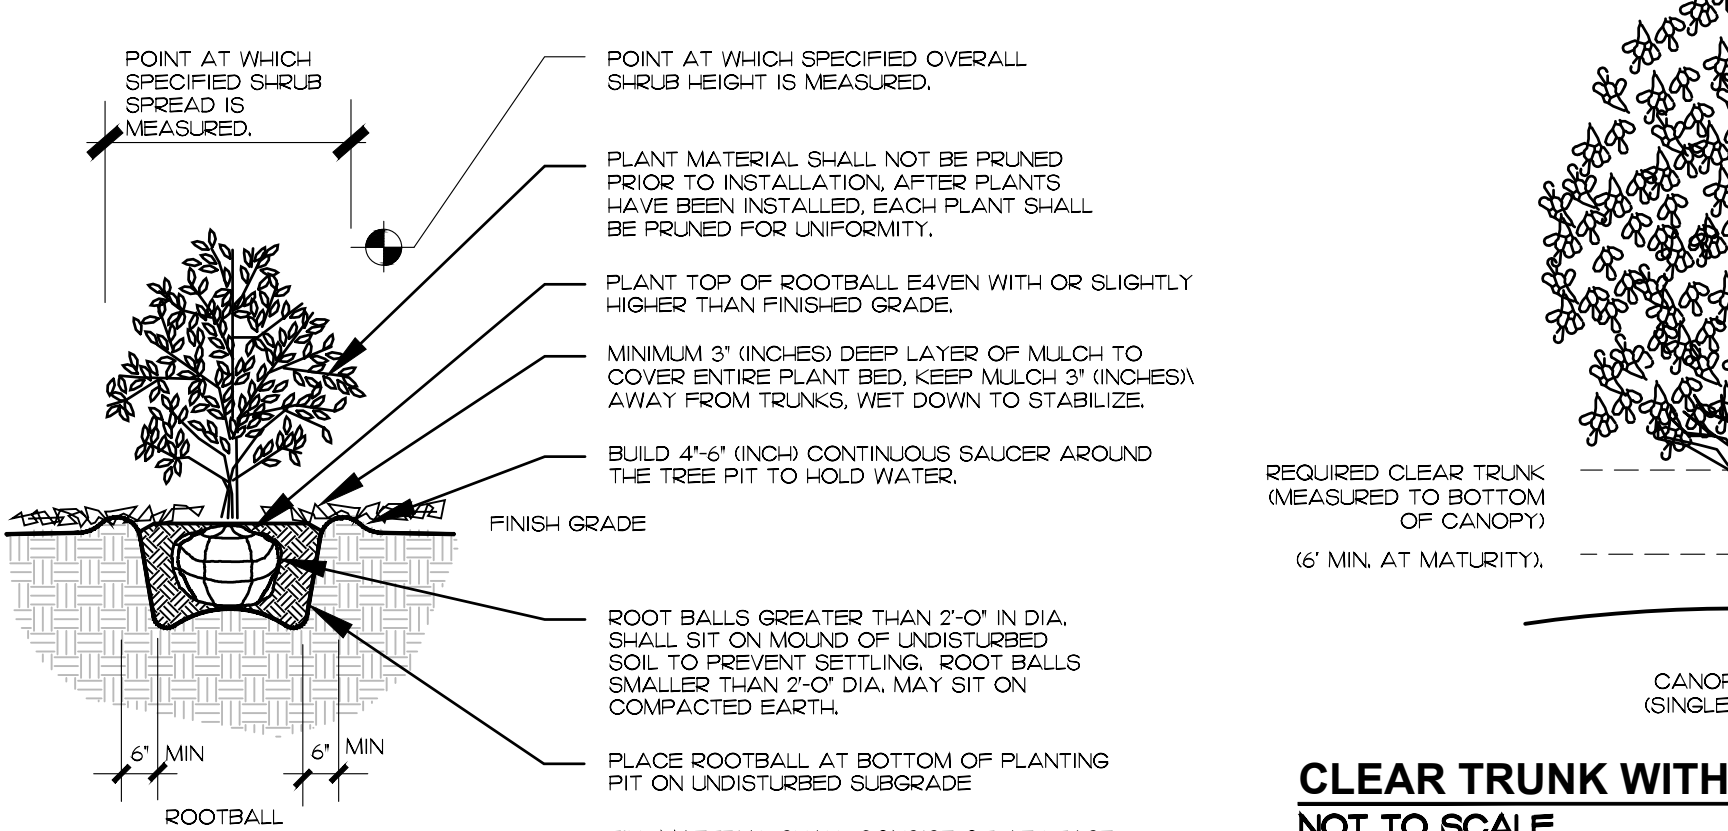 POINT AT WHICH
SPECIFIED SHRUB
SPREAD IS
MEASURED.
POINT AT WHICH SPECIFIED OVERALL
SHRUB HEIGHT IS MEASURED.
PLANT MATERIAL SHALL NOT BE PRUNED
PRIOR TO INSTALLATION, AFTER PLANTS
HAVE BEEN INSTALLED, EACH PLANT SHALL
BE PRUNED FOR UNIFORMITY.
PLANT TOP OF ROOTBALL E4VEN WITH OR SLIGHTLY
HIGHER THAN FINISHED GRADE.
MINIMUM 3" (INCHES) DEEP LAYER OF MULCH TO
COVER ENTIRE PLANT BED, KEEP MULCH 3" (INCHES)\
AWAY FROM TRUNKS, WET DOWN TO STABILIZE.
BUILD 4"-6" (INCH) CONTINUOUS SAUCER AROUND
THE TREE PIT TO HOLD WATER.
FINISH GRADE
ROOT BALLS GREATER THAN 2'-0" IN DIA.
SHALL SIT ON MOUND OF UNDISTURBED
SOIL TO PREVENT SETTLING. ROOT BALLS
SMALLER THAN 2'-0" DIA. MAY SIT ON
COMPACTED EARTH.
PLACE ROOTBALL AT BOTTOM OF PLANTING
PIT ON UNDISTURBED SUBGRADE
6" MIN
6" MIN
ROOTBALL
REQUIRED CLEAR TRUNK
(MEASURED TO BOTTOM
OF CANOPY)
(6' MIN. AT MATURITY).
(SINGLE
CLEAR TRUNK WITH
NOT TO SCALE